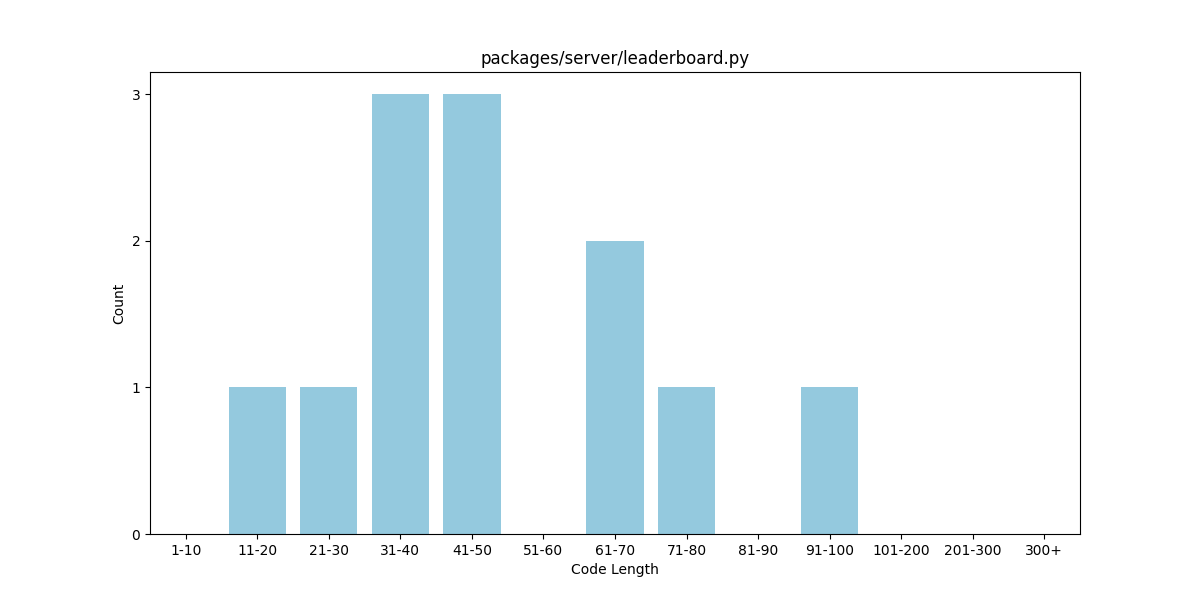 packages/server/leaderboard.py
Count
3
2
1
0
1-10 11-20 21-30 31-40 41-50 51-60 61-70 71-80 81-90 91-100 101-200 201-300 300+
Code Length